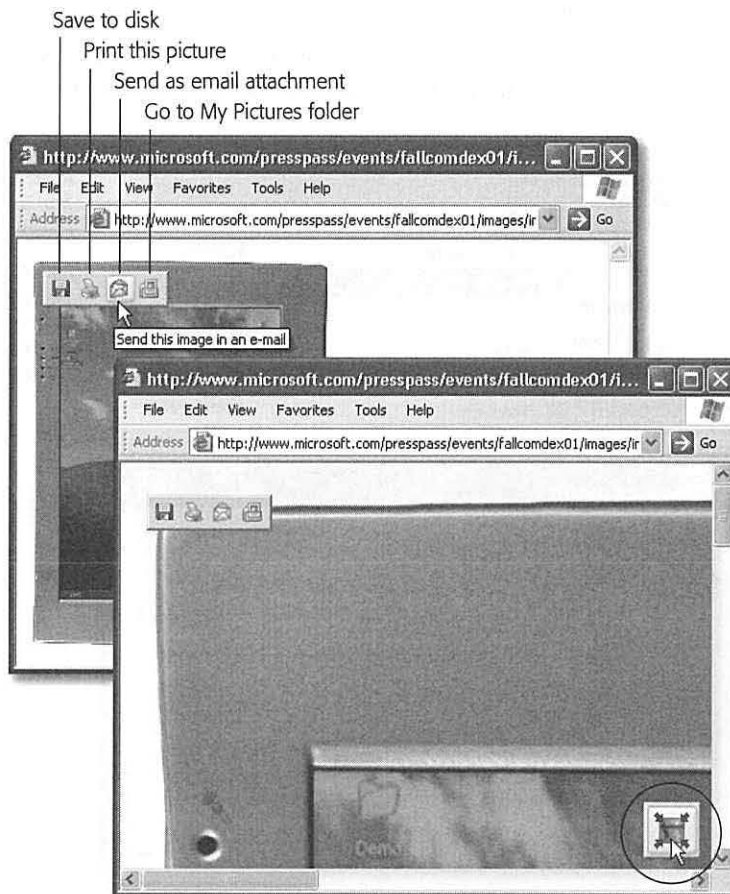 Save to disk
Print this picture
Send as email attachment
Go to My Pictures folder
http://www.microsoft.com/presspass/events/fallcomdex01/i...
File Edit View Favorites Tools Help
Address http://www.microsoft.com/presspass/events/fallcomdex01/images/ir Go
Send this image in an e-mail
http://www.microsoft.com/presspass/events/fallcomdex01/i...
File Edit View Favorites Tools Help
Address http://www.microsoft.com/presspass/events/fallcomdex01/images/ir Go
Demo